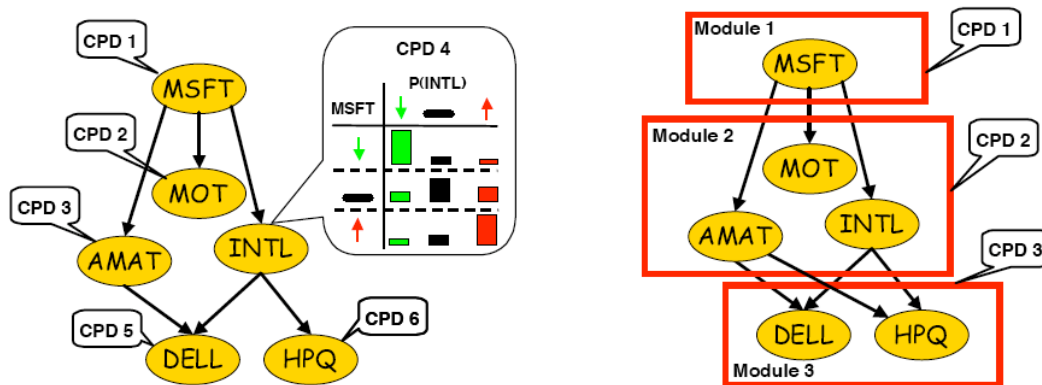 CPD 1
MSFT
CPD 2
MOT
CPD 3
AMAT
INTL
CPD 5
DELL
HPQ
CPD 6
CPD 4
P(INTL)
MSFT
Module 1
CPD 1
MSFT
Module 2
CPD 2
MOT
AMAT
INTL
CPD 3
DELL
HPQ
Module 3